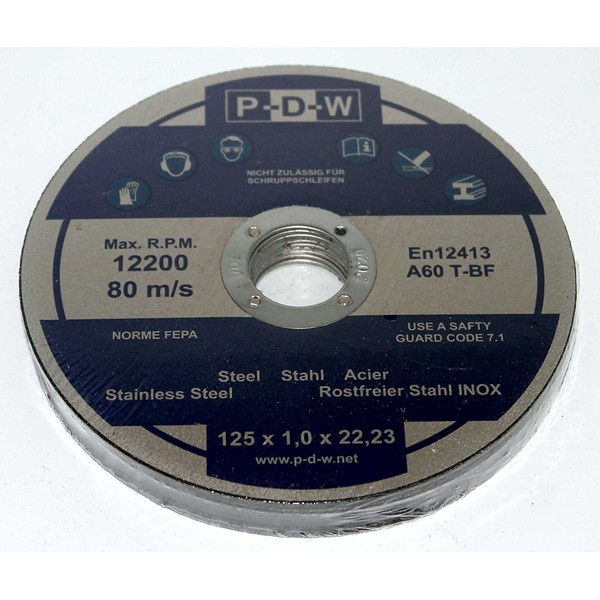 P-D-W
NICHT ZULÄSSIG FÜR
SCHRUPPSCHLEIFEN
Max. R.P.M.
12200
80 m/s
En12413
A60 T-BF
NORME FEPA
USE A SAFTY
GUARD CODE 7.1
Steel Stahl Acier
Stainless Steel Rostfreier Stahl INOX
125 x 1,0 x 22,23
www.p-d-w.net